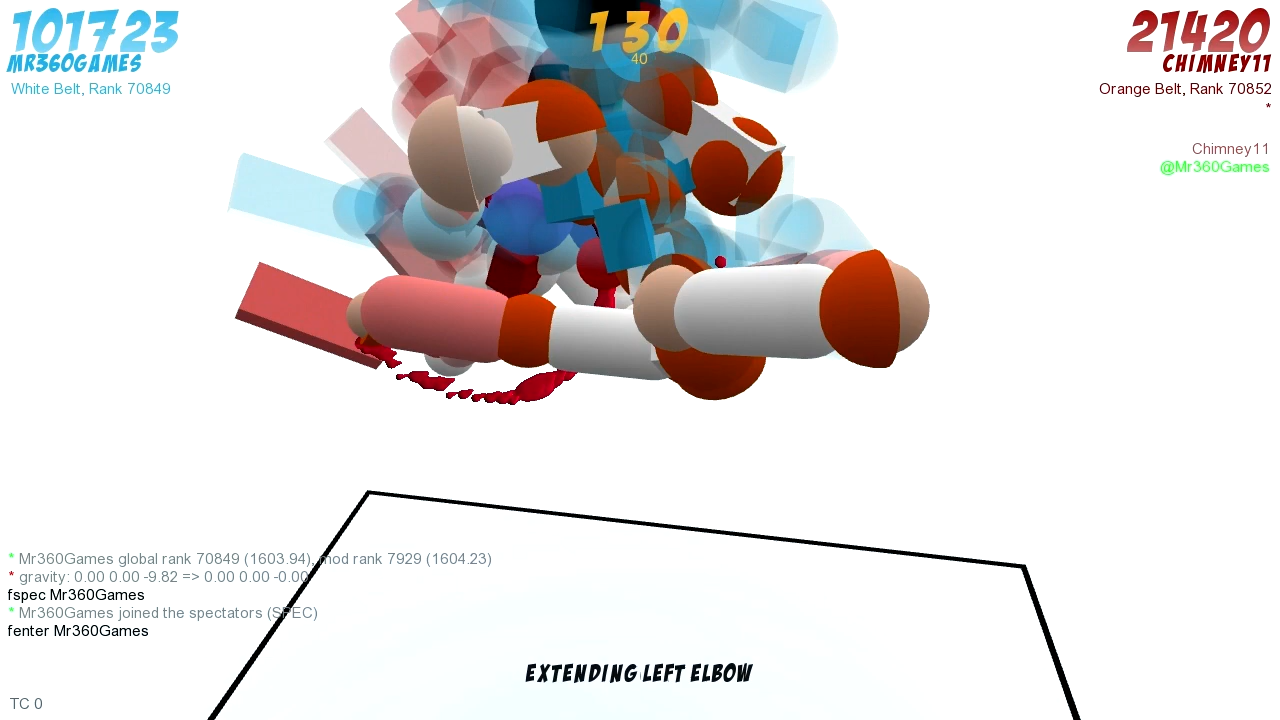 101723
MR360GAMES
White Belt, Rank 70849
130
40
21420
CHIMNEY11
Orange Belt, Rank 70852
*
Chimney11
@Mr360Games
* Mr360Games global rank 70849 (1603.94), mod rank 7929 (1604.23)
* gravity: 0.00 0.00 -9.82 => 0.00 0.00 -0.00
fspec Mr360Games
* Mr360Games joined the spectators (SPEC)
fenter Mr360Games
EXTENDING LEFT ELBOW
TC 0